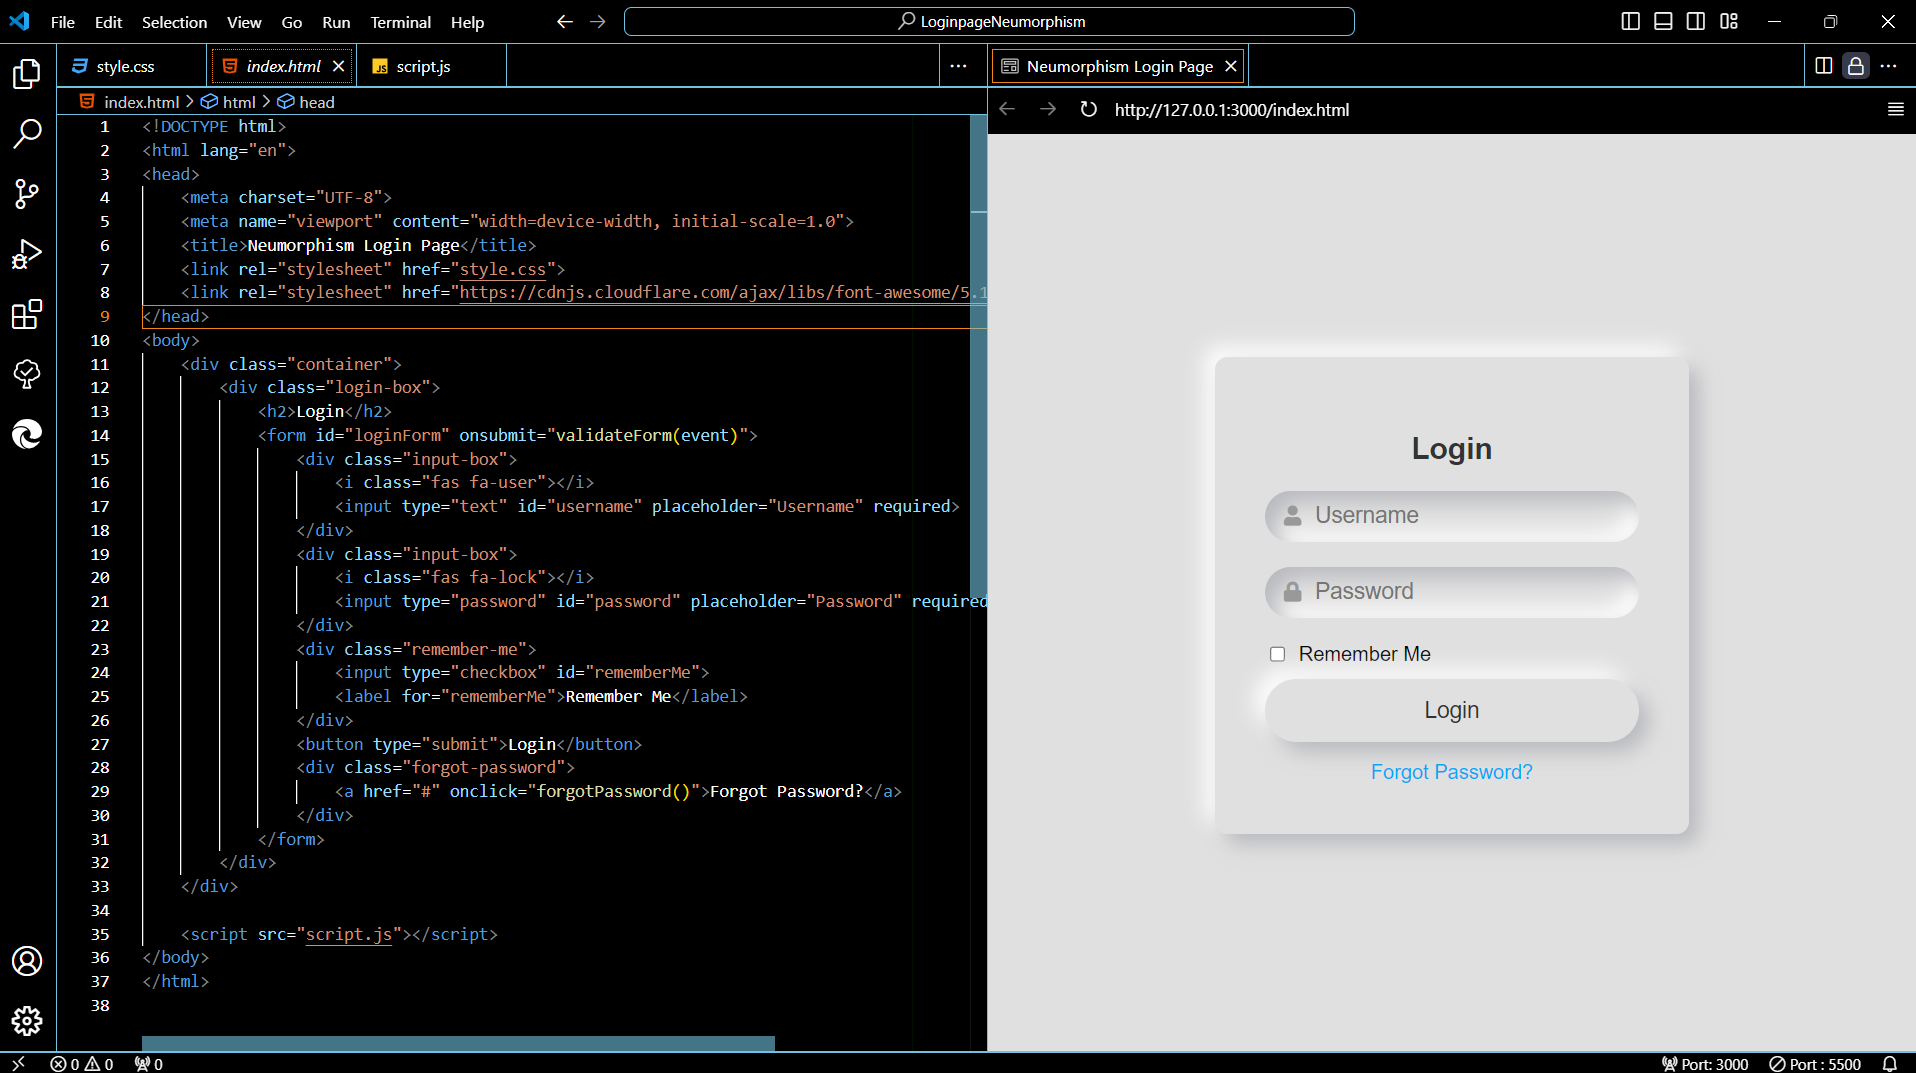 File Edit Selection View Go Run Terminal Help
LoginpageNeumorphism
style.css
index.html
script.js
Neumorphism Login Page
index.html > html > head
http://127.0.0.1:3000/index.html
1 <!DOCTYPE html>
2 <html lang="en">
3 <head>
4 <meta charset="UTF-8">
5 <meta name="viewport" content="width=device-width, initial-scale=1.0">
6 <title>Neumorphism Login Page</title>
7 <link rel="stylesheet" href="style.css">
8 <link rel="stylesheet" href="https://cdnjs.cloudflare.com/ajax/libs/font-awesome/5.1
9 </head>
10 <body>
11 <div class="container">
12 <div class="login-box">
13 <h2>Login</h2>
14 <form id="loginForm" onsubmit="validateForm(event)">
15 <div class="input-box">
16 <i class="fas fa-user"></i>
17 <input type="text" id="username" placeholder="Username" required>
18 </div>
19 <div class="input-box">
20 <i class="fas fa-lock"></i>
21 <input type="password" id="password" placeholder="Password" required
22 </div>
23 <div class="remember-me">
24 <input type="checkbox" id="rememberMe">
25 <label for="rememberMe">Remember Me</label>
26 </div>
27 <button type="submit">Login</button>
28 <div class="forgot-password">
29 <a href="#" onclick="forgotPassword()">Forgot Password?</a>
30 </div>
31 </form>
32 </div>
33 </div>
34
35 <script src="script.js"></script>
36 </body>
37 </html>
38
Login
Username
Password
Remember Me
Login
Forgot Password?
0 0 0
Port: 3000 Port : 5500